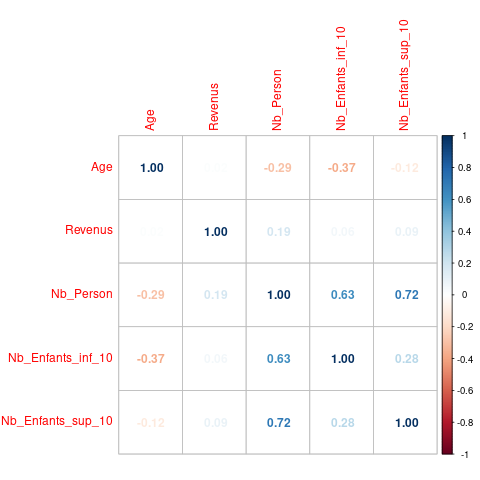 Age
Revenus
Nb_Person
Nb_Enfants_inf_10
Nb_Enfants_sup_10
Age 1.00 -0.29 -0.37 -0.12
Revenus 1.00 0.19 0.06 0.09
Nb_Person -0.29 0.19 1.00 0.63 0.72
Nb_Enfants_inf_10 -0.37 0.06 0.63 1.00 0.28
Nb_Enfants_sup_10 -0.12 0.09 0.72 0.28 1.00
1
0.8
0.6
0.4
0.2
0
-0.2
-0.4
-0.6
-0.8
-1